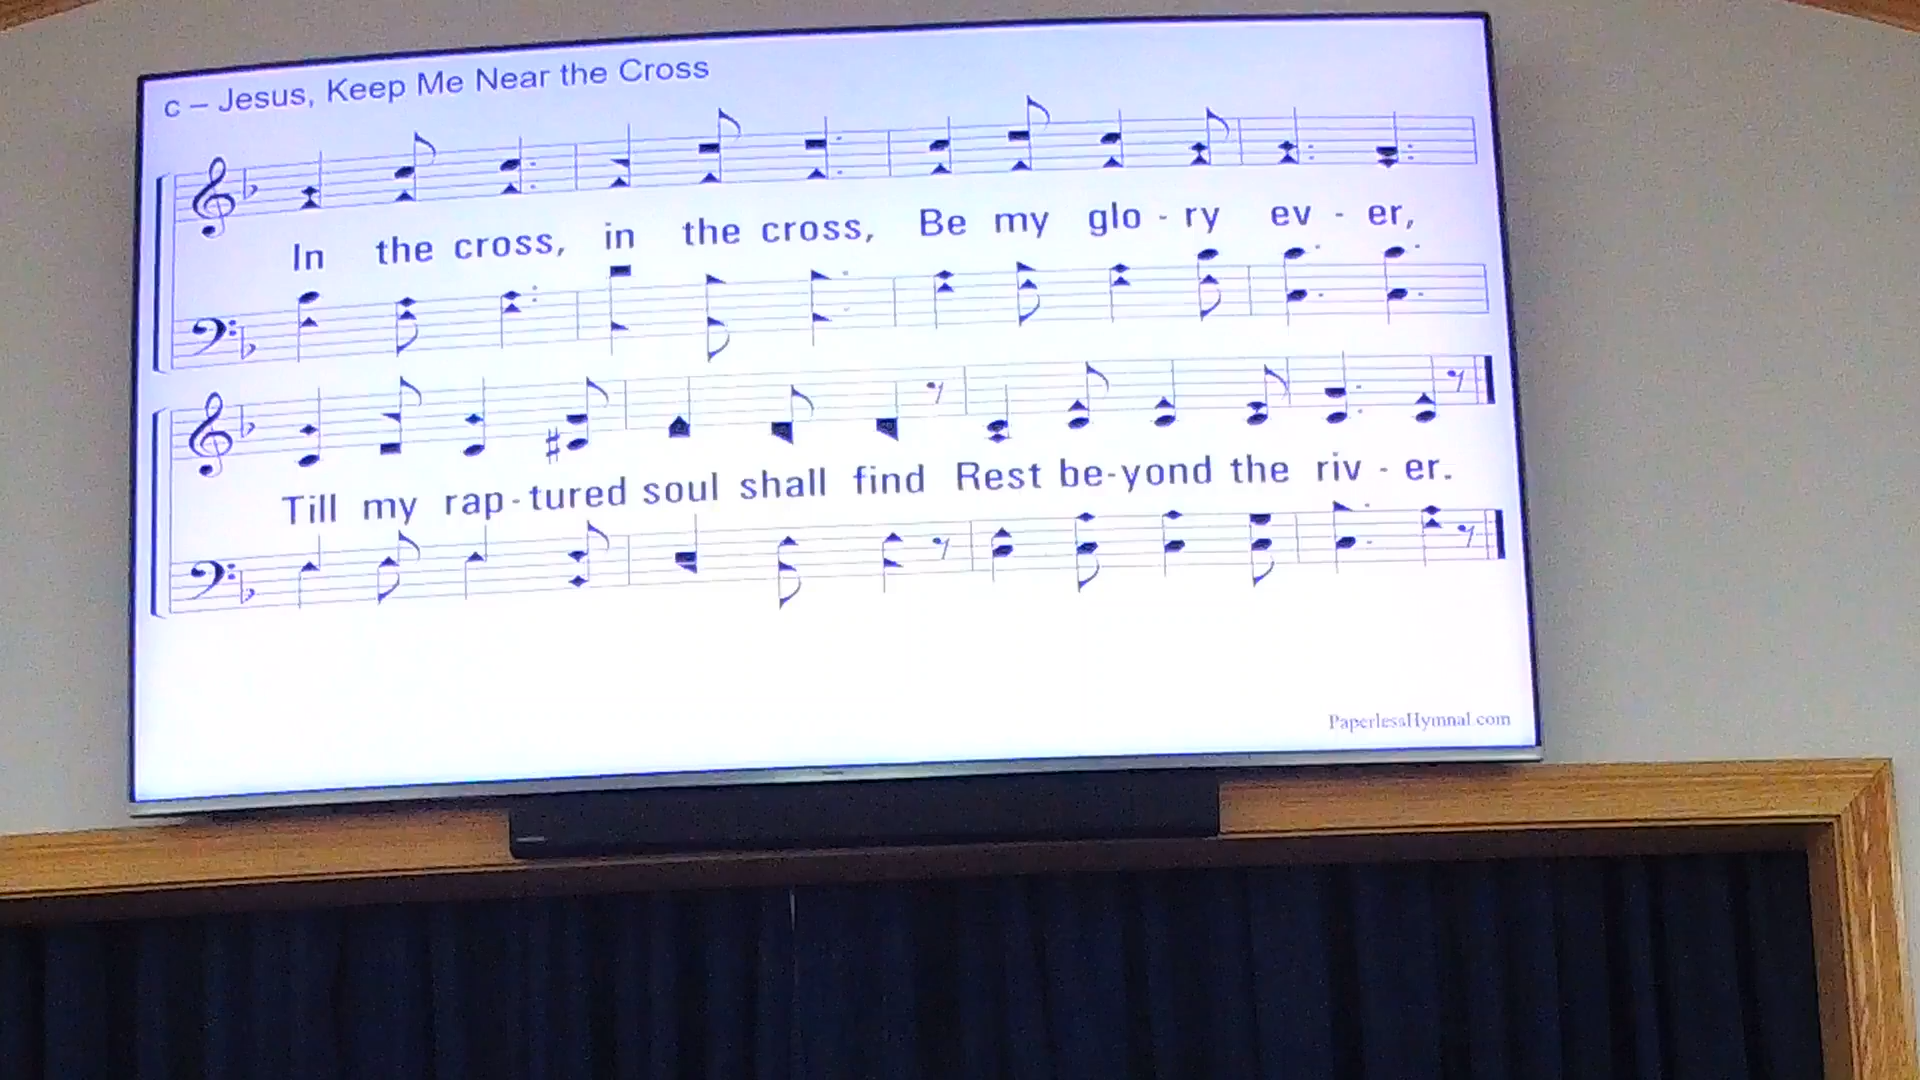 c – Jesus, Keep Me Near the Cross
In the cross, in the cross, Be my glo - ry ev - er,
Till my rap - tured soul shall find Rest be - yond the riv - er.
PaperlessHymnal.com